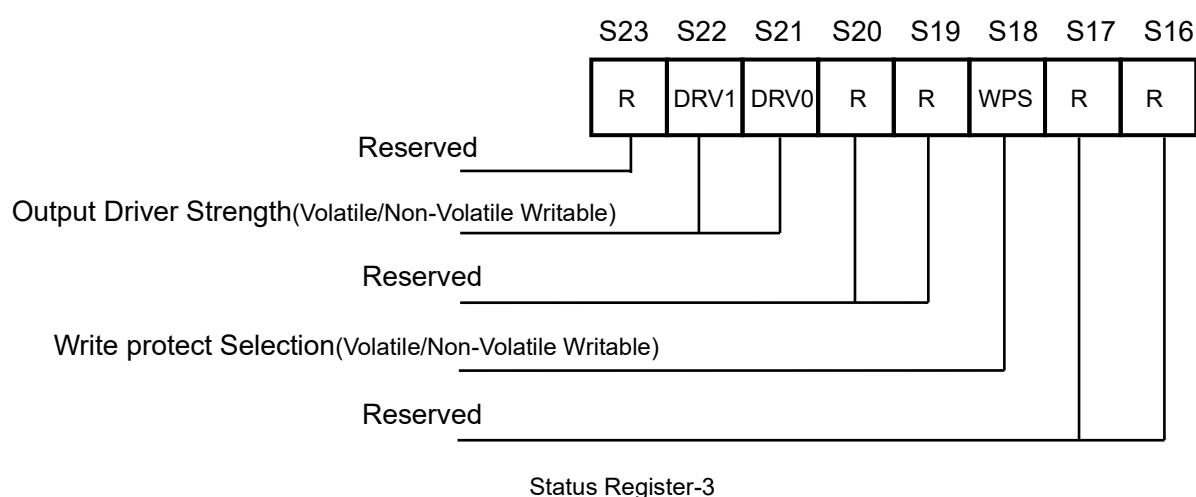 S23 S22 S21 S20 S19 S18 S17 S16
R DRV1 DRV0 R R WPS R R
Reserved
Output Driver Strength(Volatile/Non-Volatile Writable)
Reserved
Write protect Selection(Volatile/Non-Volatile Writable)
Reserved
Status Register-3